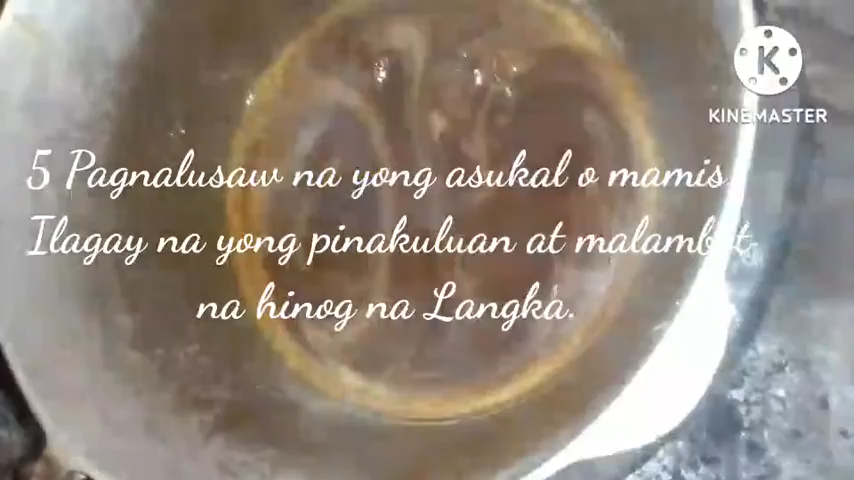 KINEMASTER
5 Pagnalusaw na yong asukal o mamis
Ilagay na yong pinakuluan at malambot
na hinog na Langka.